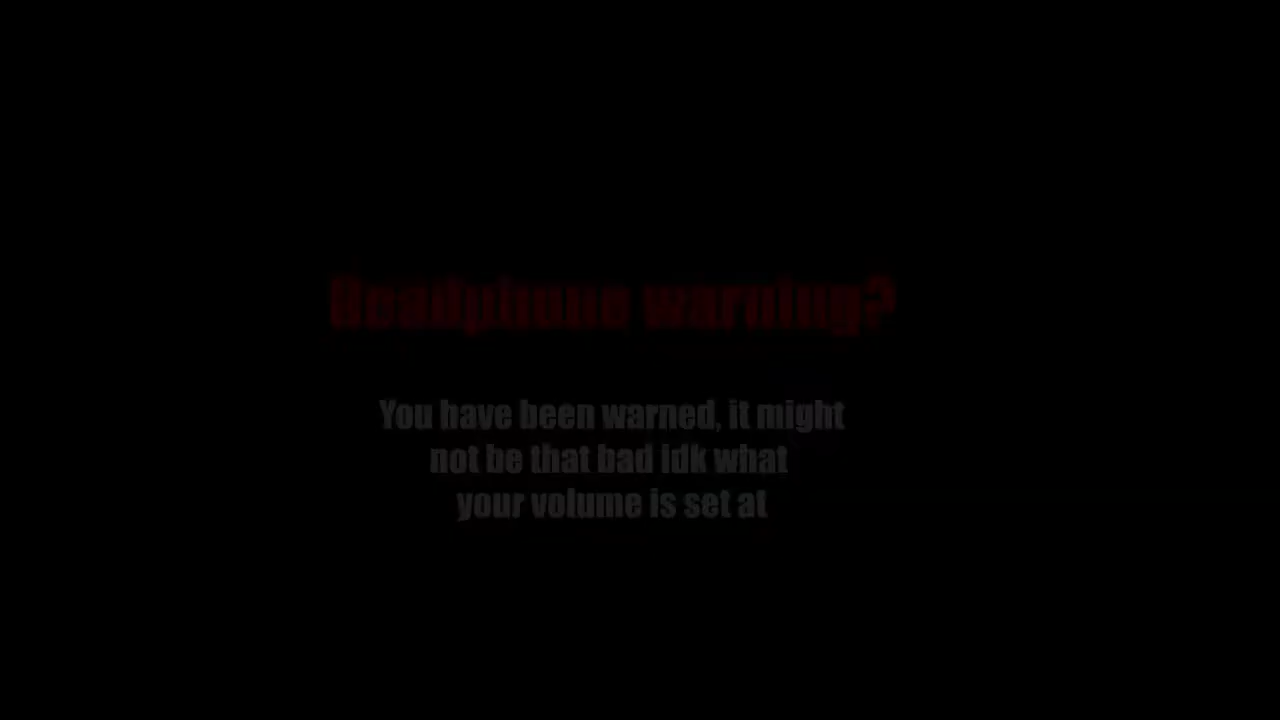 Headphone warning?
You have been warned, it might
not be that bad idk what
your volume is set at